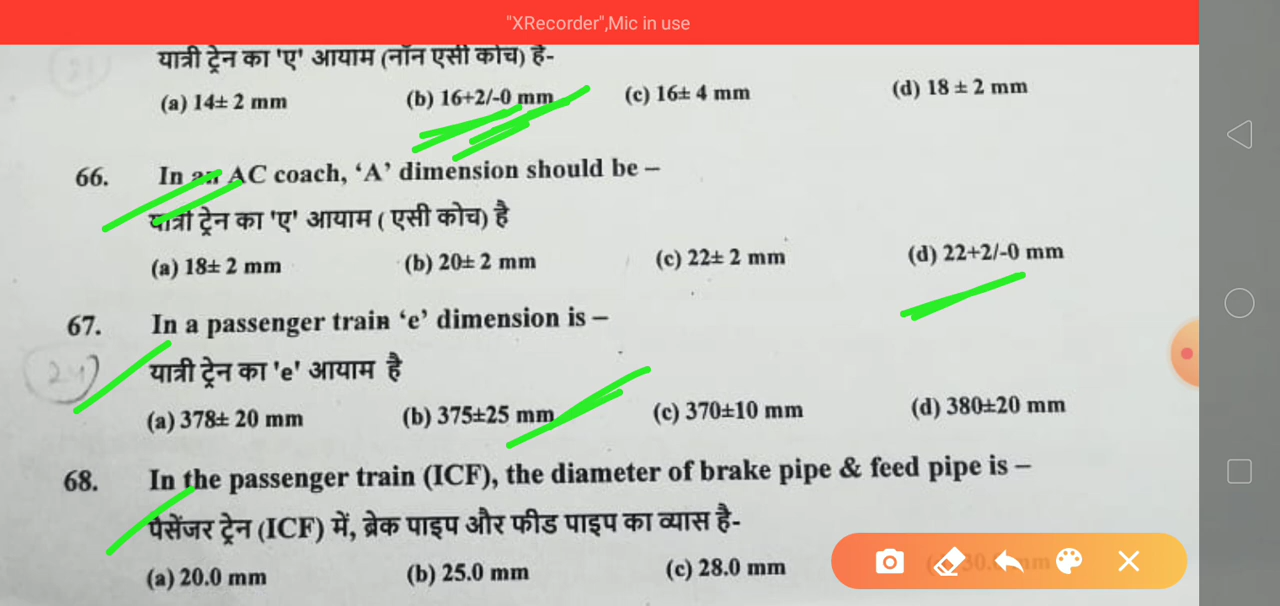 "XRecorder",Mic in use
यात्री ट्रेन का 'ए' आयाम (नॉन एसी कोच) है-
(a) 14± 2 mm (b) 16+2/-0 mm (c) 16± 4 mm (d) 18 ± 2 mm
66. In an AC coach, ‘A’ dimension should be –
यात्री ट्रेन का 'ए' आयाम ( एसी कोच) है
(a) 18± 2 mm (b) 20± 2 mm (c) 22± 2 mm (d) 22+2/-0 mm
67. In a passenger train ‘e’ dimension is –
24
यात्री ट्रेन का 'e' आयाम है
(a) 378± 20 mm (b) 375±25 mm (c) 370±10 mm (d) 380±20 mm
68. In the passenger train (ICF), the diameter of brake pipe & feed pipe is –
पैसेंजर ट्रेन (ICF) में, ब्रेक पाइप और फीड पाइप का व्यास है-
(a) 20.0 mm (b) 25.0 mm (c) 28.0 mm